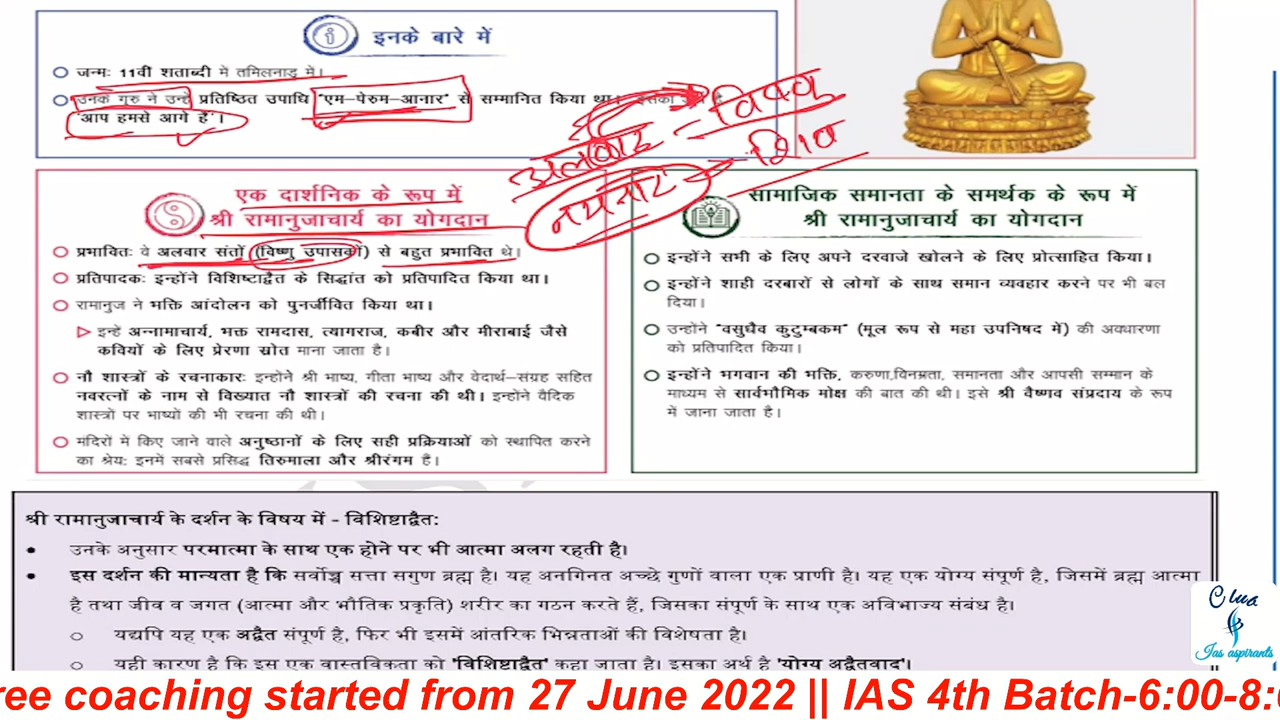 इनके बारे में
जन्मः 11वीं शताब्दी में तमिलनाडु में।
उनके गुरु ने उन्हें प्रतिष्ठित उपाधि 'एम–पेरुम–आनार' से सम्मानित किया था। है
'आप हमसे आगे हैं'।
अलवार = विष्णु
नयनार → शिव
एक दार्शनिक के रूप में
श्री रामानुजाचार्य का योगदान
प्रभावितः वे अलवार संतों (विष्णु उपासकों) से बहुत प्रभावित थे।
प्रतिपादकः इन्होंने विशिष्टाद्वैत के सिद्धांत को प्रतिपादित किया था।
रामानुज ने भक्ति आंदोलन को पुनर्जीवित किया था।
इन्हें अन्नामाचार्य, भक्त रामदास, त्यागराज, कबीर और मीराबाई जैसे
कवियों के लिए प्रेरणा स्रोत माना जाता है।
नौ शास्त्रों के रचनाकारः इन्होंने श्री भाष्य, गीता भाष्य और वेदार्थ–संग्रह सहित
नवरत्नों के नाम से विख्यात नौ शास्त्रों की रचना की थी। इन्होंने वैदिक
शास्त्रों पर भाष्यों की भी रचना की थी।
मंदिरों में किए जाने वाले अनुष्ठानों के लिए सही प्रक्रियाओं को स्थापित करने
का श्रेयः इनमें सबसे प्रसिद्ध तिरुमाला और श्रीरंगम हैं।
सामाजिक समानता के समर्थक के रूप में
श्री रामानुजाचार्य का योगदान
इन्होंने सभी के लिए अपने दरवाजे खोलने के लिए प्रोत्साहित किया।
इन्होंने शाही दरबारों से लोगों के साथ समान व्यवहार करने पर भी बल
दिया।
उन्होंने "वसुधैव कुटुम्बकम" (मूल रूप से महा उपनिषद में) की अवधारणा
को प्रतिपादित किया।
इन्होंने भगवान की भक्ति, करुणा,विनम्रता, समानता और आपसी सम्मान के
माध्यम से सार्वभौमिक मोक्ष की बात की थी। इसे श्री वैष्णव संप्रदाय के रूप
में जाना जाता है।
श्री रामानुजाचार्य के दर्शन के विषय में - विशिष्टाद्वैत:
उनके अनुसार परमात्मा के साथ एक होने पर भी आत्मा अलग रहती है।
इस दर्शन की मान्यता है कि सर्वोच्च सत्ता सगुण ब्रह्म है। यह अनगिनत अच्छे गुणों वाला एक प्राणी है। यह एक योग्य संपूर्ण है, जिसमें ब्रह्म आत्मा
है तथा जीव व जगत (आत्मा और भौतिक प्रकृति) शरीर का गठन करते हैं, जिसका संपूर्ण के साथ एक अविभाज्य संबंध है।
यद्यपि यह एक अद्वैत संपूर्ण है, फिर भी इसमें आंतरिक भिन्नताओं की विशेषता है।
यही कारण है कि इस एक वास्तविकता को 'विशिष्टाद्वैत' कहा जाता है। इसका अर्थ है 'योग्य अद्वैतवाद'।
Clue
Ias aspirants
ree coaching started from 27 June 2022 || IAS 4th Batch-6:00-8: